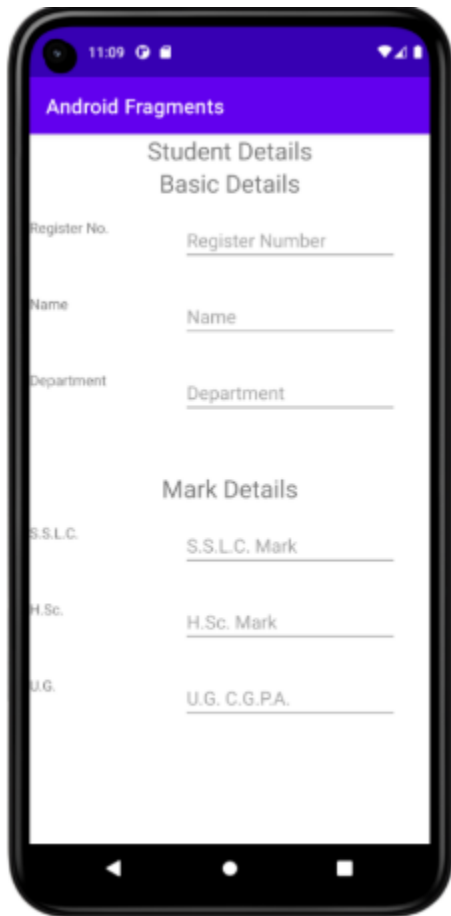 11:09
Android Fragments
Student Details
Basic Details
Register No.
Register Number
Name
Name
Department
Department
Mark Details
S.S.L.C.
S.S.L.C. Mark
H.Sc.
H.Sc. Mark
U.G.
U.G. C.G.P.A.